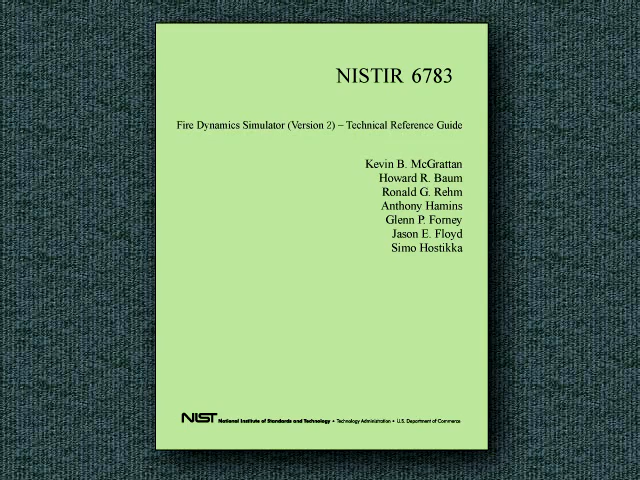 NISTIR 6783
Fire Dynamics Simulator (Version 2) – Technical Reference Guide
Kevin B. McGrattan
Howard R. Baum
Ronald G. Rehm
Anthony Hamins
Glenn P. Forney
Jason E. Floyd
Simo Hostikka
NIST National Institute of Standards and Technology • Technology Administration • U.S. Department of Commerce